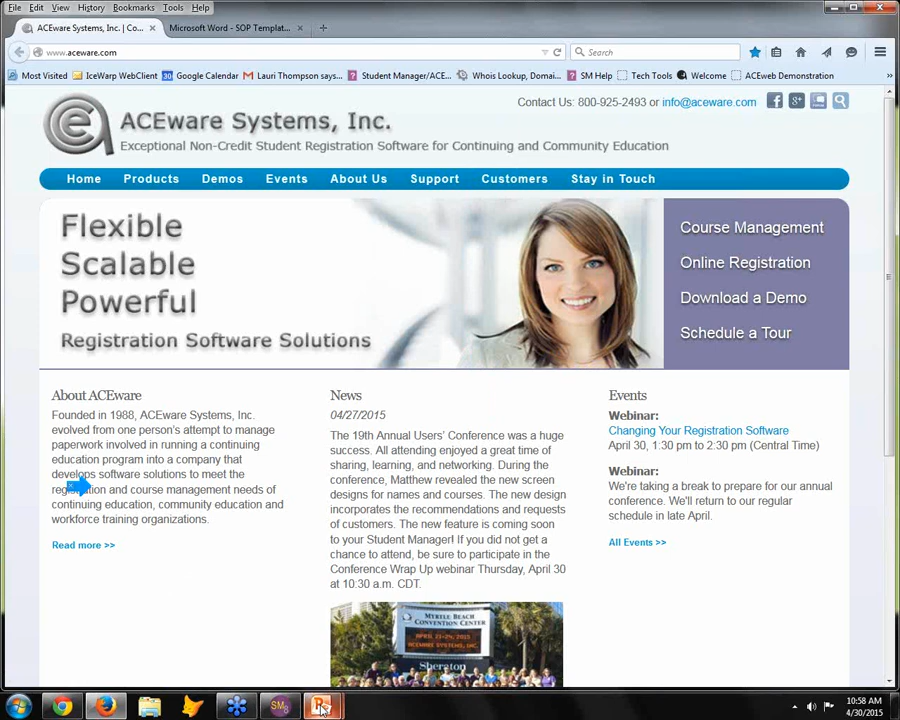 File Edit View History Bookmarks Tools Help
ACEware Systems, Inc. | Co...
Microsoft Word - SOP Templat...
www.aceware.com
Search
Most Visited IceWarp WebClient 30 Google Calendar Lauri Thompson says... Student Manager/ACE... Whois Lookup, Domai... SM Help Tech Tools Welcome ACEweb Demonstration
Contact Us: 800-925-2493 or info@aceware.com
ACEware Systems, Inc.
Exceptional Non-Credit Student Registration Software for Continuing and Community Education
Home Products Demos Events About Us Support Customers Stay in Touch
Flexible
Scalable
Powerful
Registration Software Solutions
Course Management
Online Registration
Download a Demo
Schedule a Tour
About ACEware
Founded in 1988, ACEware Systems, Inc.
evolved from one person's attempt to manage
paperwork involved in running a continuing
education program into a company that
develops software solutions to meet the
registration and course management needs of
continuing education, community education and
workforce training organizations.
Read more >>
News
04/27/2015
The 19th Annual Users' Conference was a huge
success. All attending enjoyed a great time of
sharing, learning, and networking. During the
conference, Matthew revealed the new screen
designs for names and courses. The new design
incorporates the recommendations and requests
of customers. The new feature is coming soon
to your Student Manager! If you did not get a
chance to attend, be sure to participate in the
Conference Wrap Up webinar Thursday, April 30
at 10:30 a.m. CDT.
MYRTLE BEACH
CONVENTION CENTER
APRIL 21-24, 2015
ACEWARE SYSTEMS, INC.
Sheraton
Events
Webinar:
Changing Your Registration Software
April 30, 1:30 pm to 2:30 pm (Central Time)
Webinar:
We're taking a break to prepare for our annual
conference. We'll return to our regular
schedule in late April.
All Events >>
10:58 AM
4/30/2015